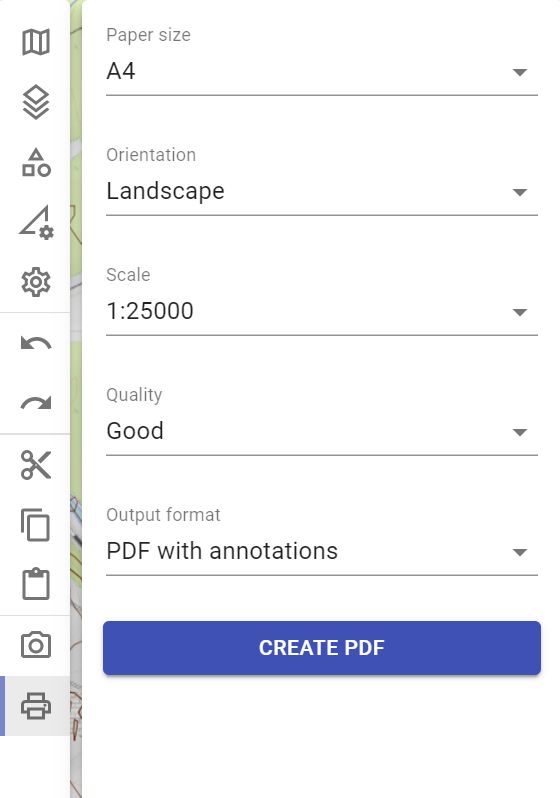 Paper size
A4
Orientation
Landscape
Scale
1:25000
Quality
Good
Output format
PDF with annotations
CREATE PDF